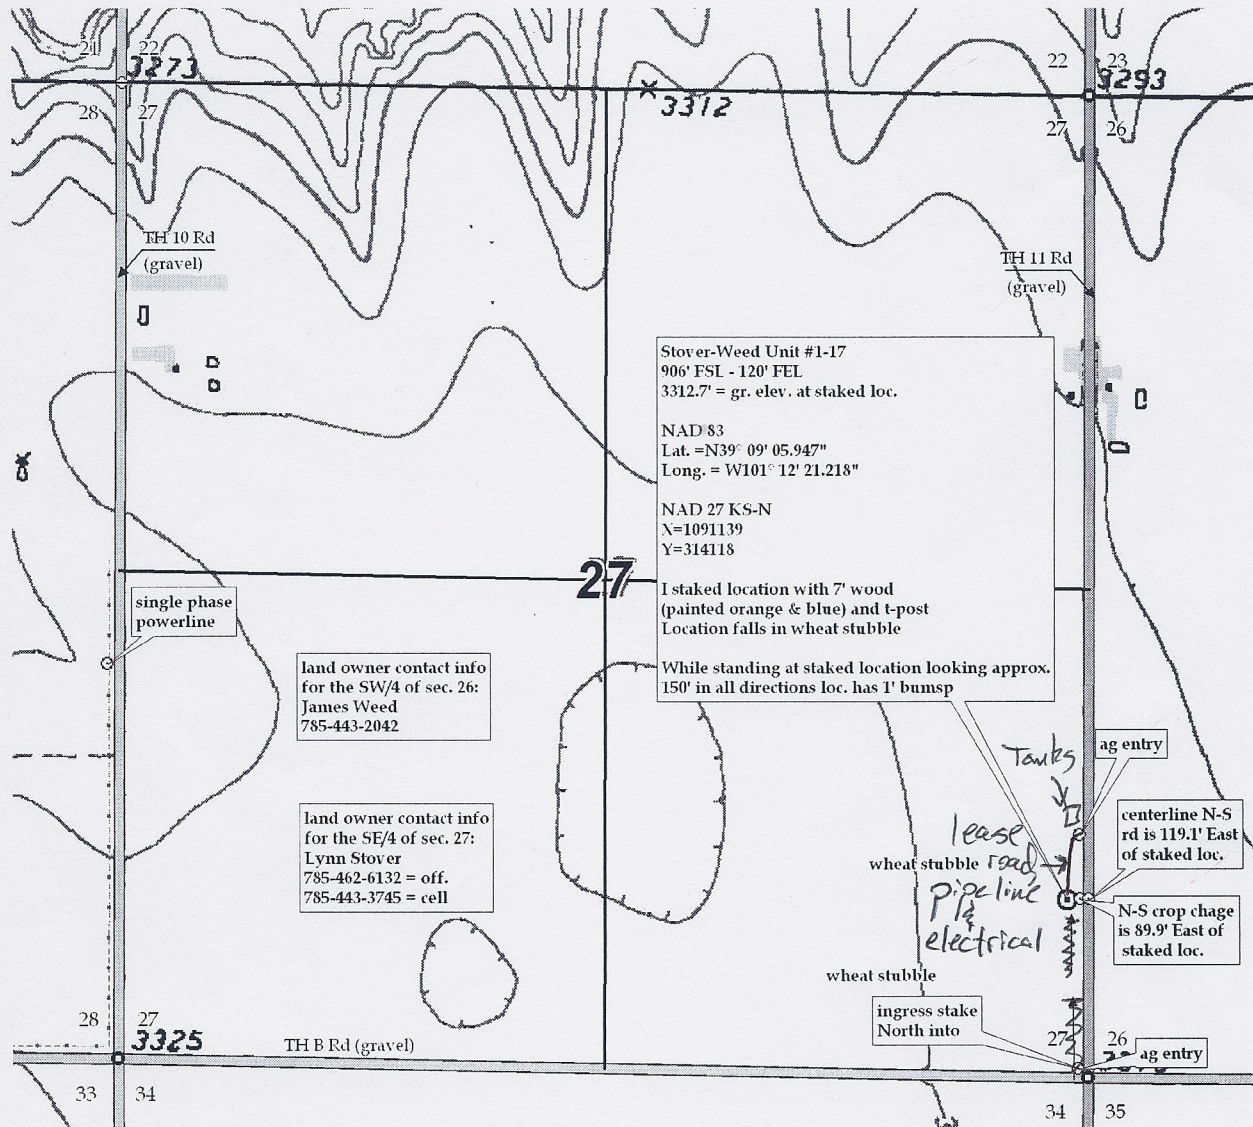 21
22
3273
28
27
3312
22
23
3293
27
26
TH 10 Rd
(gravel)
TH 11 Rd
(gravel)
Stover-Weed Unit #1-17
906' FSL - 120' FEL
3312.7' = gr. elev. at staked loc.
NAD 83
Lat. =N39° 09' 05.947"
Long. = W101° 12' 21.218"
NAD 27 KS-N
X=1091139
Y=314118
I staked location with 7' wood
(painted orange & blue) and t-post
Location falls in wheat stubble
While standing at staked location looking approx.
150' in all directions loc. has 1' bumsp
27
single phase
powerline
land owner contact info
for the SW/4 of sec. 26:
James Weed
785-443-2042
land owner contact info
for the SE/4 of sec. 27:
Lynn Stover
785-462-6132 = off.
785-443-3745 = cell
Tanks
ag entry
centerline N-S
rd is 119.1' East
of staked loc.
lease
road
pipeline
&
electrical
wheat stubble
N-S crop chage
is 89.9' East of
staked loc.
wheat stubble
ingress stake
North into
28
27
3325
TH B Rd (gravel)
27
26
ag entry
33
34
34
35